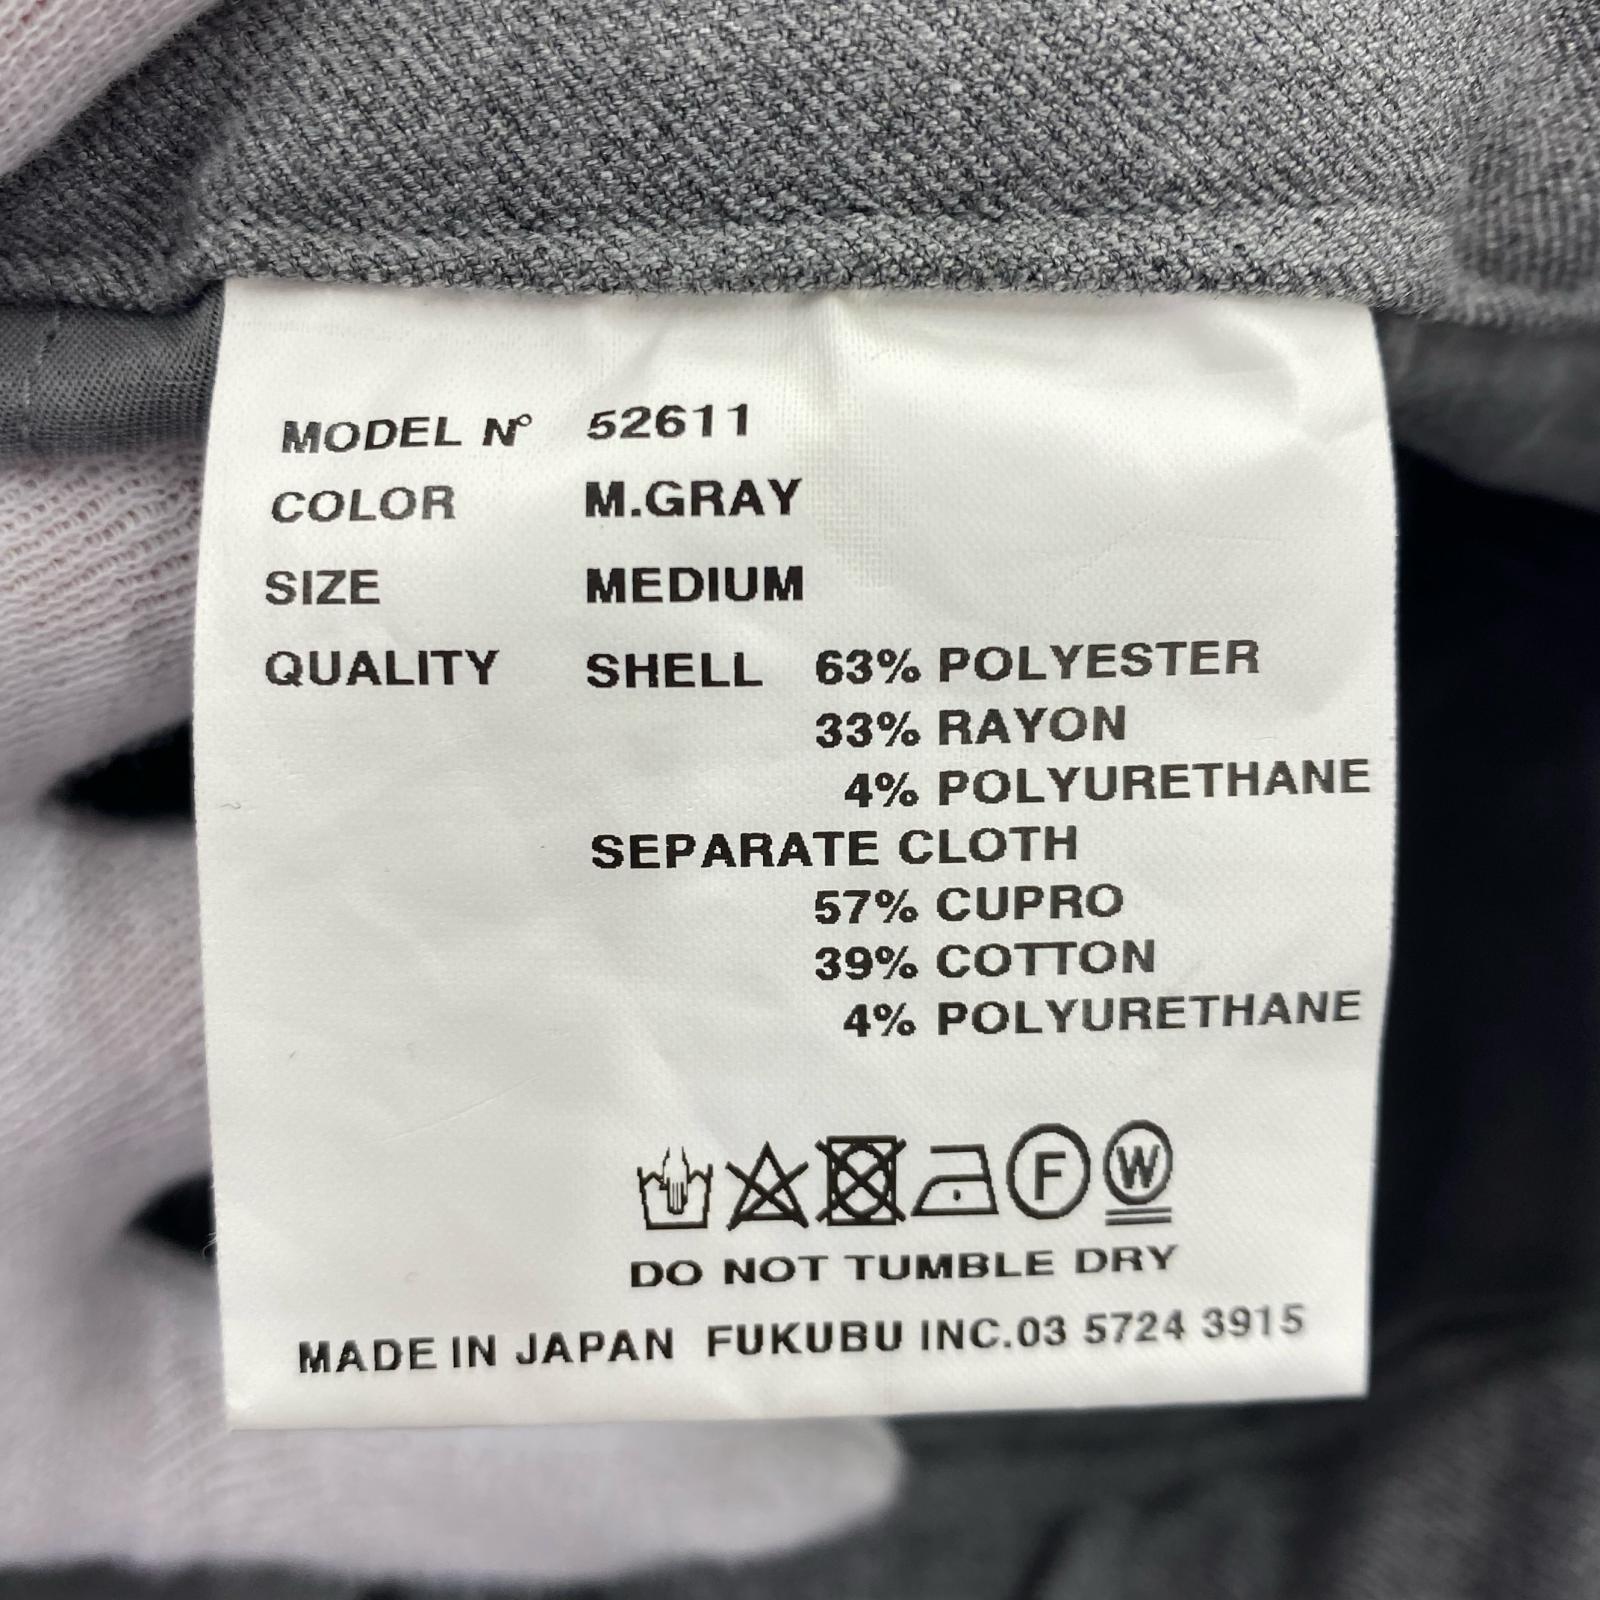 MODEL Nº 52611
COLOR M.GRAY
SIZE MEDIUM
QUALITY SHELL 63% POLYESTER
33% RAYON
4% POLYURETHANE
SEPARATE CLOTH
57% CUPRO
39% COTTON
4% POLYURETHANE
F W
DO NOT TUMBLE DRY
MADE IN JAPAN FUKUBU INC.03 5724 3915